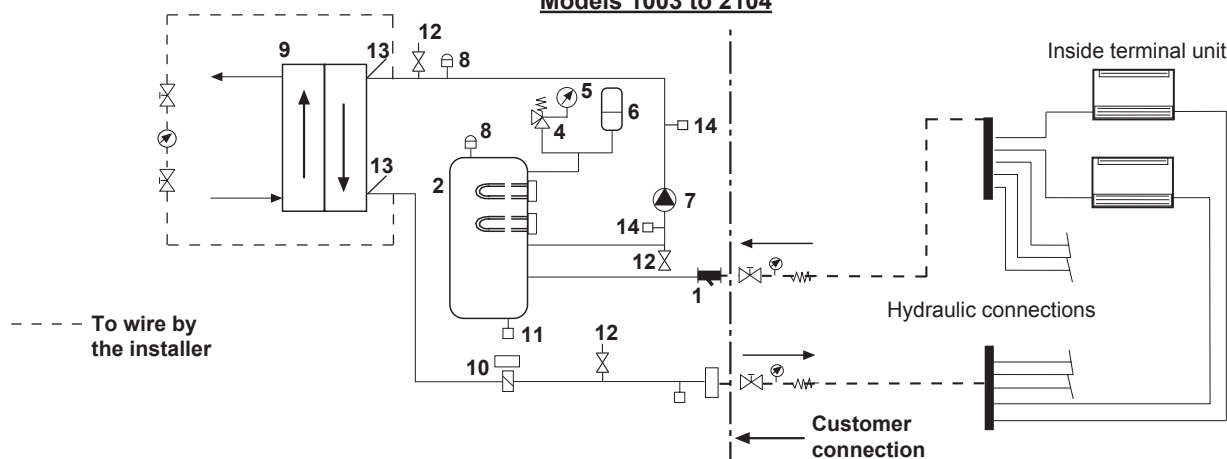 Models 1003 to 2104
12
9
13
8
5
6
4
14
8
2
13
7
14
12
1
11
12
10
Inside terminal unit
Hydraulic connections
To wire by
the installer
Customer
connection